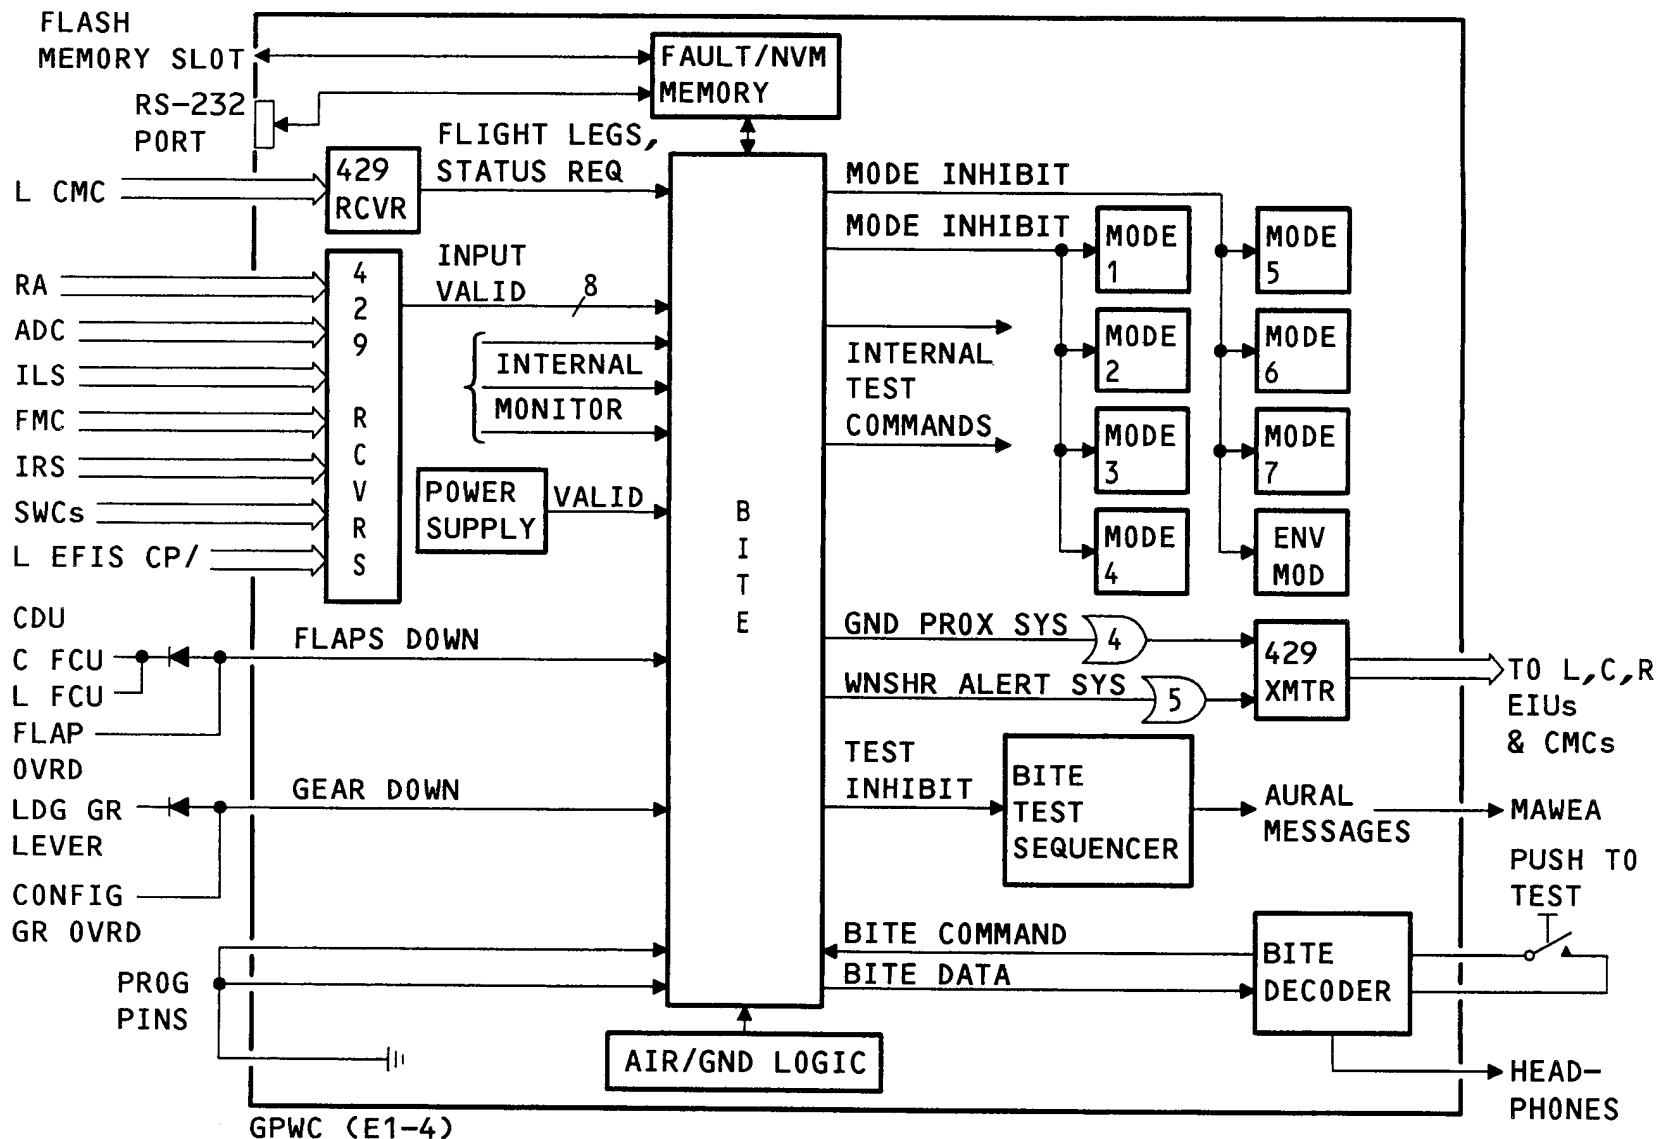 FLASH
MEMORY SLOT
RS-232
PORT
FAULT/NVM
MEMORY
L CMC
429
RCVR
FLIGHT LEGS,
STATUS REQ
RA
ADC
ILS
FMC
IRS
SWCs
L EFIS CP/
CDU
429 RCVRS
INPUT
VALID
8
INTERNAL
MONITOR
POWER
SUPPLY
VALID
C FCU
L FCU
FLAP
OVRD
FLAPS DOWN
LDG GR
LEVER
GEAR DOWN
CONFIG
GR OVRD
PROG
PINS
BITE
AIR/GND LOGIC
MODE INHIBIT
MODE INHIBIT
MODE
1
MODE
2
MODE
3
MODE
4
MODE
5
MODE
6
MODE
7
ENV
MOD
INTERNAL
TEST
COMMANDS
GND PROX SYS
4
WNSHR ALERT SYS
5
429
XMTR
TO L,C,R
EIUs
& CMCs
TEST
INHIBIT
BITE
TEST
SEQUENCER
AURAL
MESSAGES
MAWEA
PUSH TO
TEST
BITE COMMAND
BITE DATA
BITE
DECODER
HEAD-
PHONES
GPWC (E1-4)